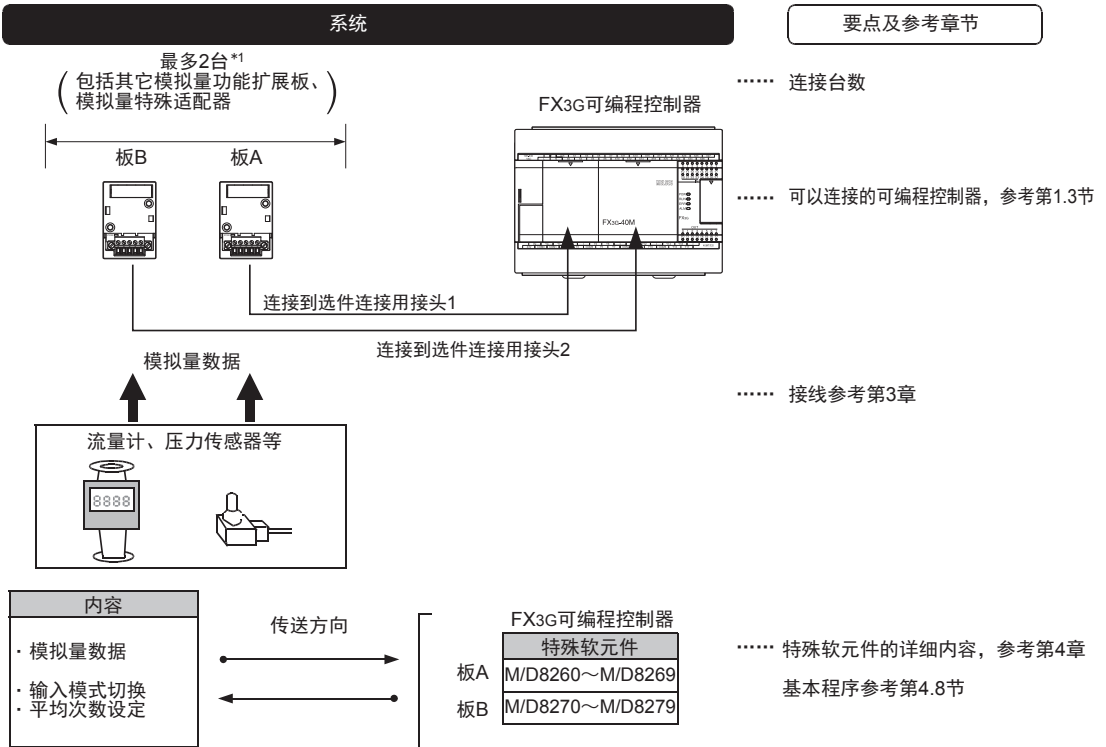 系统
要点及参考章节
最多2台*1
(包括其它模拟量功能扩展板、
模拟量特殊适配器)
…… 连接台数
FX3G可编程控制器
板B
板A
…… 可以连接的可编程控制器，参考第1.3节
FX3G-40M
连接到选件连接用接头1
连接到选件连接用接头2
模拟量数据
…… 接线参考第3章
流量计、压力传感器等
8888
内容
·模拟量数据
·输入模式切换
·平均次数设定
传送方向
FX3G可编程控制器
特殊软元件
板A M/D8260～M/D8269
板B M/D8270～M/D8279
…… 特殊软元件的详细内容，参考第4章
基本程序参考第4.8节